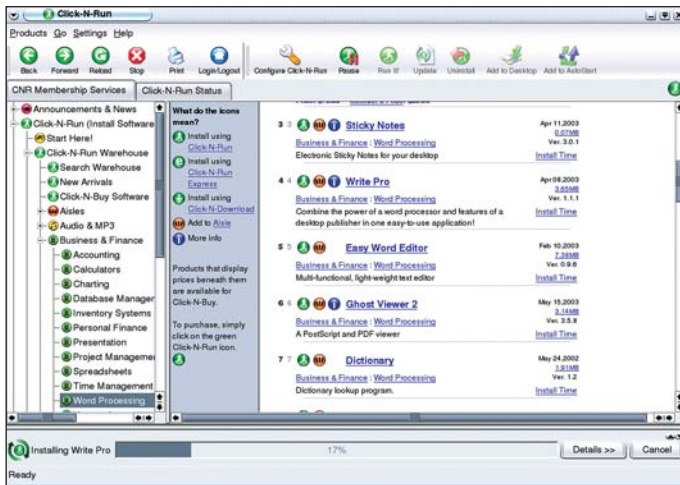 Click-N-Run
Products Go Settings Help
Back Forward Reload Stop Print Login/Logout Configure Click-N-Run Pause Run It! Update Uninstall Add to Desktop Add to AutoStart
CNR Membership Services Click-N-Run Status
Announcements & News
Click-N-Run (Install Software
Start Here!
Click-N-Run Warehouse
Search Warehouse
New Arrivals
Click-N-Buy Software
Aisles
Audio & MP3
Business & Finance
Accounting
Calculators
Charting
Database Manager
Inventory Systems
Personal Finance
Presentation
Project Managemen
Spreadsheets
Time Management
Word Processing
What do the icons
mean?
Install using
Click-N-Run
Install using
Click-N-Run
Express
Install using
Click-N-Download
Add to Aisle
More Info
Products that display
prices beneath them
are available for
Click-N-Buy.
To purchase, simply
click on the green
Click-N-Run icon.
3 3 Sticky Notes Apr 11,2003
0.07MB
Business & Finance : Word Processing Ver. 3.0.1
Electronic Sticky Notes for your desktop Install Time
4 4 Write Pro Apr 08,2003
3.65MB
Business & Finance : Word Processing Ver. 1.1.1
Combine the power of a word processor and features of a Install Time
desktop publisher in one easy-to-use application!
5 5 Easy Word Editor Feb 10,2003
7.38MB
Business & Finance : Word Processing Ver. 0.9.6
Multi-functional, light-weight text editor Install Time
6 6 Ghost Viewer 2 May 15,2003
3.14MB
Business & Finance : Word Processing Ver. 3.5.8
A PostScript and PDF viewer Install Time
7 7 Dictionary May 24,2002
1.91MB
Business & Finance : Word Processing Ver. 1.2
Dictionary lookup program. Install Time
Installing Write Pro 17% Details >> Cancel
Ready